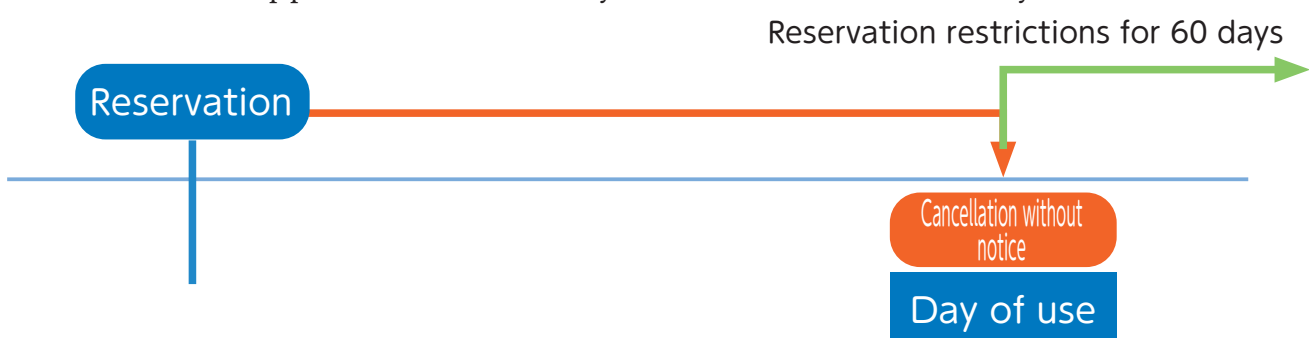 Reservation restrictions for 60 days
Reservation
Cancellation without
notice
Day of use